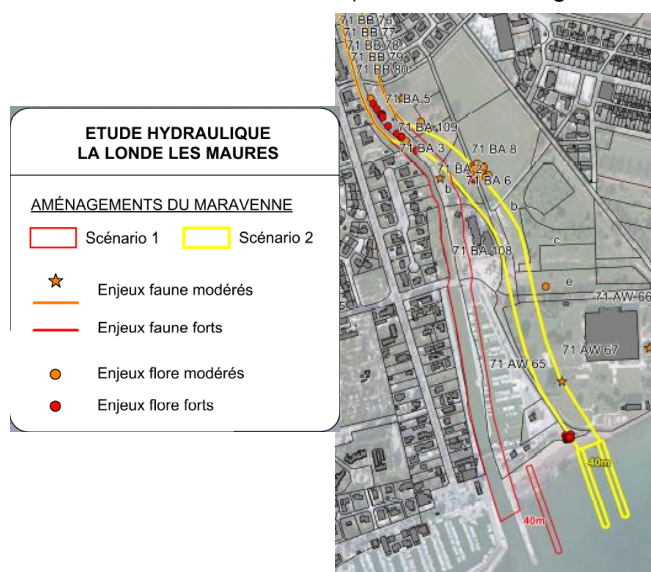 ETUDE HYDRAULIQUE
LA LONDE LES MAURES
AMÉNAGEMENTS DU MARAVENNE
Scénario 1
Scénario 2
Enjeux faune modérés
Enjeux faune forts
Enjeux flore modérés
Enjeux flore forts
71 BB 76
71 BB 77
71 BB 78
71 BB 79
71 BB 80
71 BA 5
71 BA 109
71 BA 3
71 BA 8
71 BA 2
71 BA 6
b
b
71 BA 108
c
e
71 AW 66
71 AW 67
71 AW 65
40m
40m